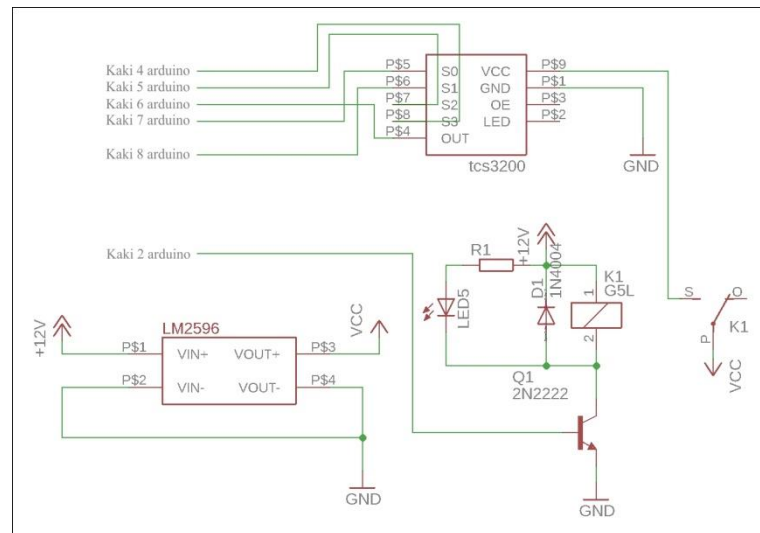 Kaki 4 arduino
Kaki 5 arduino
Kaki 6 arduino
Kaki 7 arduino
Kaki 8 arduino
P$5
P$6
P$7
P$8
P$4
S0
S1
S2
S3
OUT
VCC
GND
OE
LED
P$9
P$1
P$3
P$2
tcs3200
GND
Kaki 2 arduino
R1
+12V
LED5
D1
1N4004
K1
G5L
1
2
S
O
P
K1
VCC
+12V
LM2596
VCC
P$1
P$2
VIN+
VIN-
VOUT+
VOUT-
P$3
P$4
GND
Q1
2N2222
GND